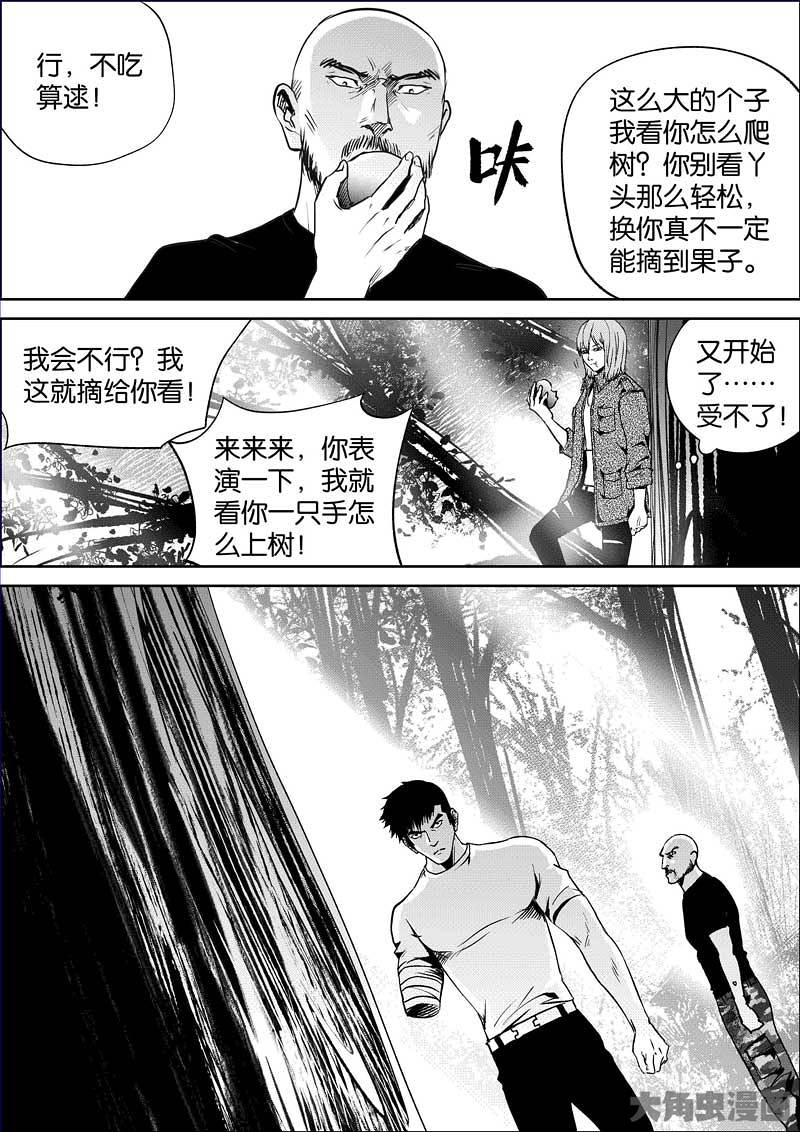 行，不吃
算逑！
咔
这么大的个子
我看你怎么爬
树？你别看丫
头那么轻松，
换你真不一定
能摘到果子。
我会不行？我
这就摘给你看！
来来来，你表
演一下，我就
看你一只手怎
么上树！
又开始
了……
受不了！
大角虫漫画